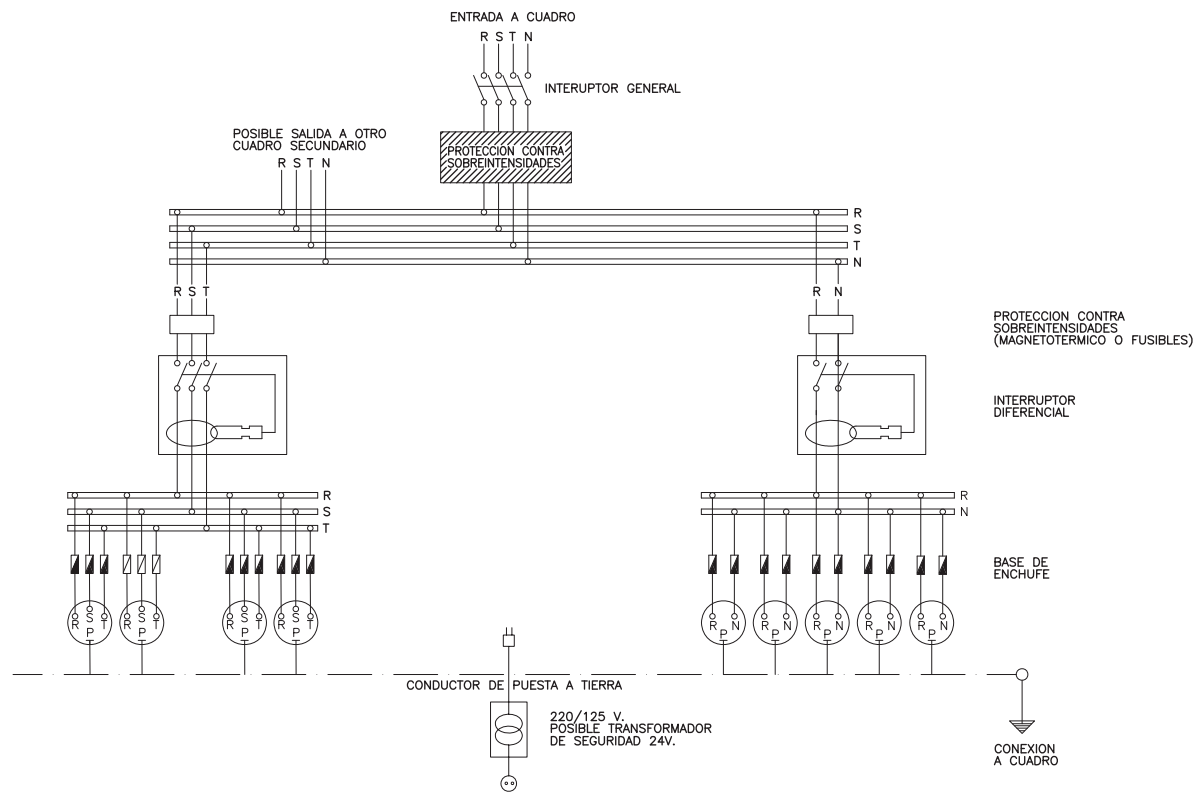 ENTRADA A CUADRO
R S T N
INTERUPTOR GENERAL
POSIBLE SALIDA A OTRO
CUADRO SECUNDARIO
R S T N
PROTECCION CONTRA
SOBREINTENSIDADES
R
S
T
N
R S T
R N
PROTECCION CONTRA
SOBREINTENSIDADES
(MAGNETOTERMICO O FUSIBLES)
INTERRUPTOR
DIFERENCIAL
R
S
T
R
N
BASE DE
ENCHUFE
R S T
P
R S T
P
R S T
P
R S T
P
R N
P
R N
P
R N
P
R N
P
R N
P
CONDUCTOR DE PUESTA A TIERRA
220/125 V.
POSIBLE TRANSFORMADOR
DE SEGURIDAD 24V.
CONEXION
A CUADRO